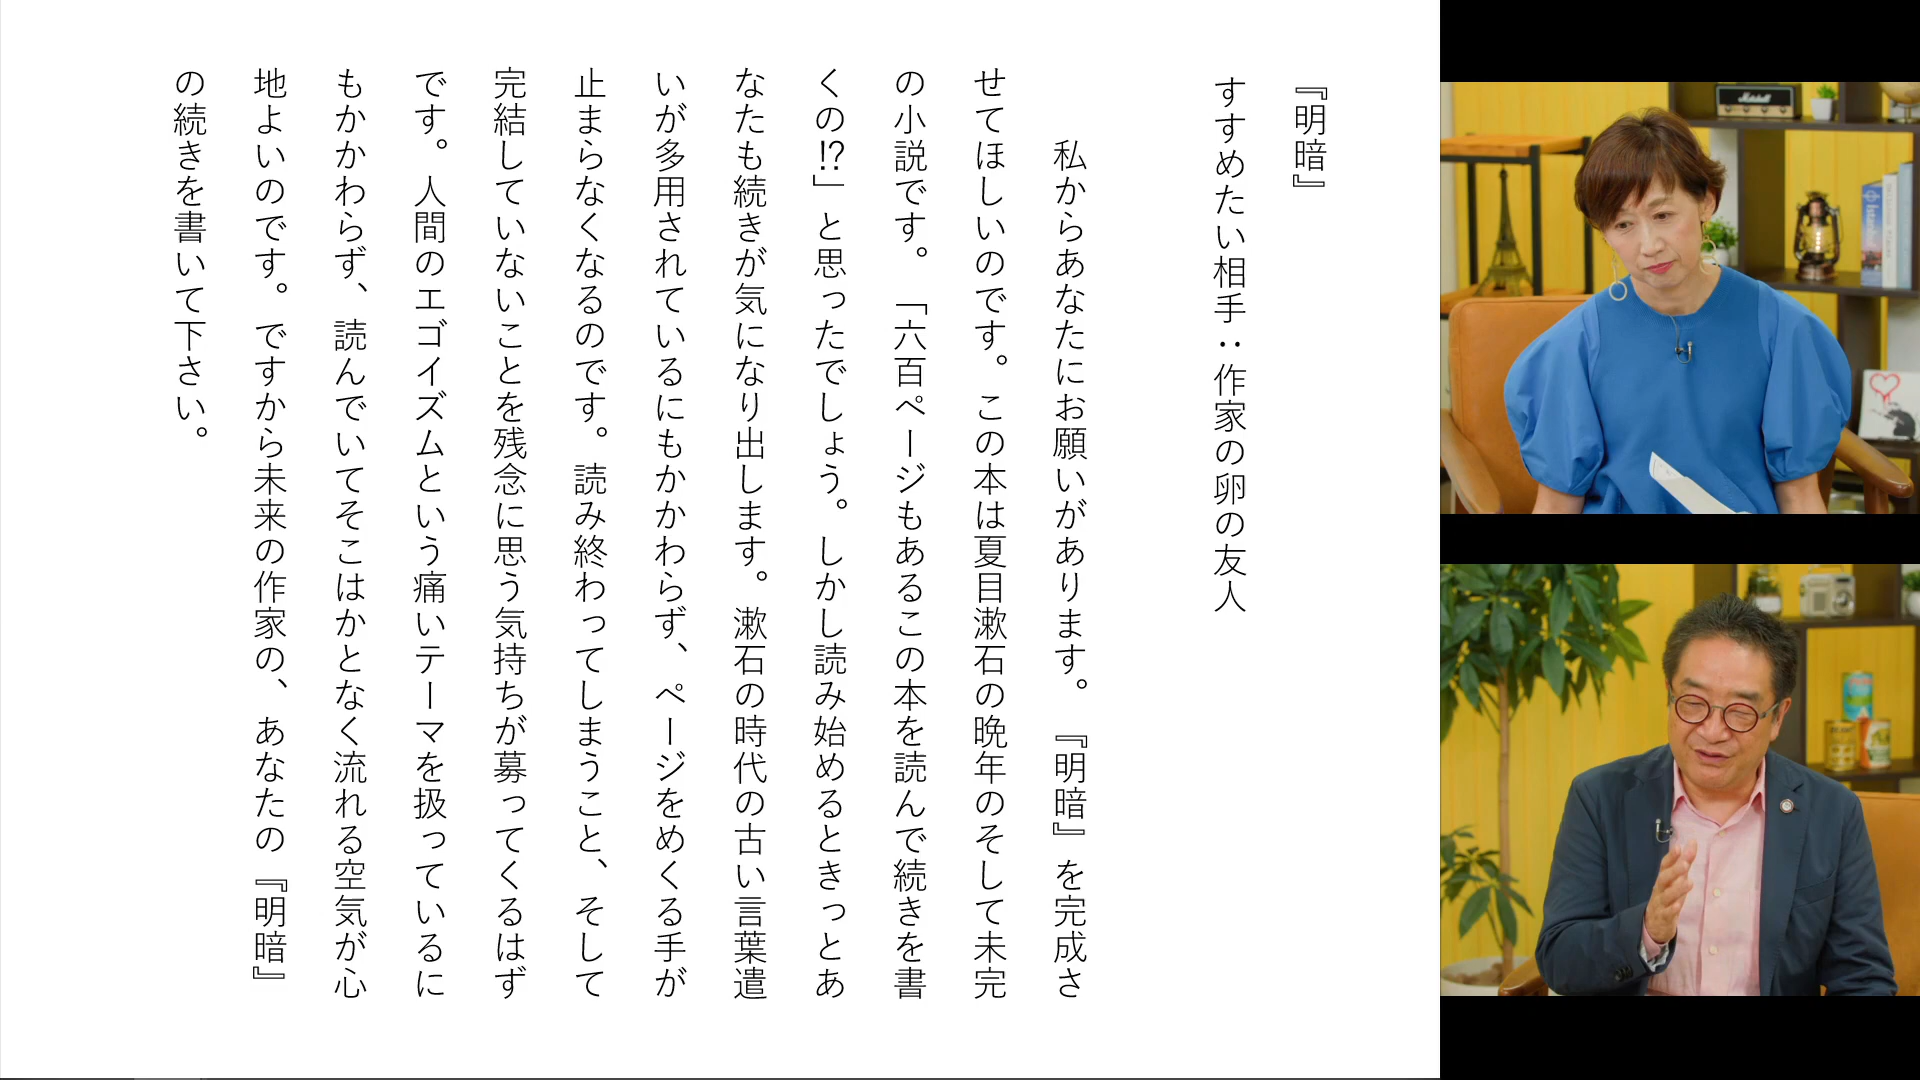 『明暗』
すすめたい相手：作家の卵の友人
私からあなたにお願いがあります。『明暗』を完成さ
せてほしいのです。この本は夏目漱石の晩年のそして未完
の小説です。「六百ページもあるこの本を読んで続きを書
くの!?」と思ったでしょう。しかし読み始めるときっとあ
なたも続きが気になり出します。漱石の時代の古い言葉遣
いが多用されているにもかかわらず、ページをめくる手が
止まらなくなるのです。読み終わってしまうこと、そして
完結していないことを残念に思う気持ちが募ってくるはず
です。人間のエゴイズムという痛いテーマを扱っているに
もかかわらず、読んでいてそこはかとなく流れる空気が心
地よいのです。ですから未来の作家の、あなたの『明暗』
の続きを書いて下さい。
Marshall
Istanbul